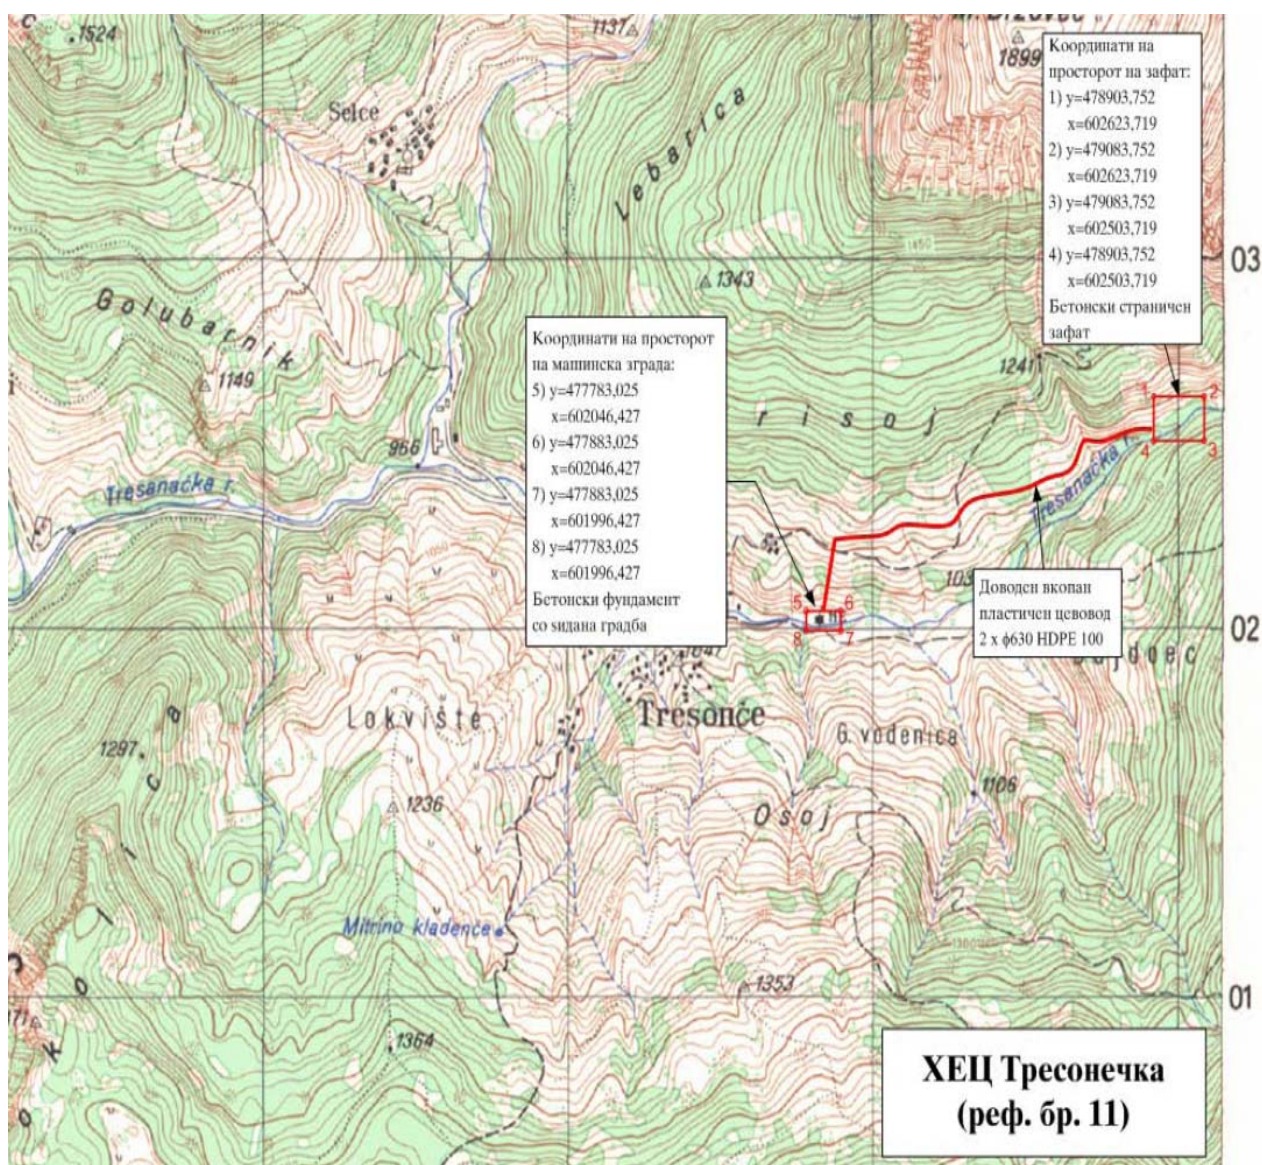 1524
1137
1899
Selce
Lebarica
Координати на
просторот на зафат:
1) y=478903,752
x=602623,719
2) y=479083,752
x=602623,719
3) y=479083,752
x=602503,719
4) y=478903,752
x=602503,719
Бетонски страничен
зафат
03
1343
Golubarnik
1149
Координати на просторот
на машинска зграда:
5) y=477783,025
x=602046,427
6) y=477883,025
x=602046,427
7) y=477883,025
x=601996,427
8) y=477783,025
x=601996,427
Бетонски фундамент
со ѕидана градба
1241
1
2
3
4
risoj
966
Tresanačka r.
Tresanačka r.
Доводен вкопан
пластичен цевовод
2 x ф630 HDPE 100
5
6
7
8
02
Lokvište
Tresonče
G. vodenica
1297
1236
1106
Osoj
Mitrino kladenče
1353
01
1364
ХЕЦ Тресонечка
(реф. бр. 11)